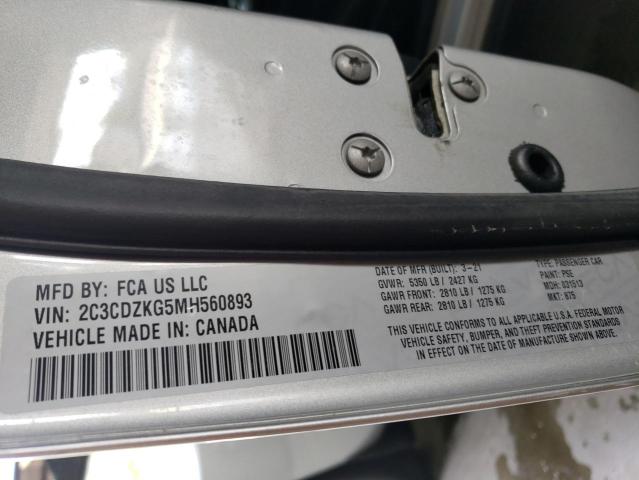 MFD BY: FCA US LLC
VIN: 2C3CDZKG5MH560893
VEHICLE MADE IN: CANADA
DATE OF MFR (BUILT): 3-21
GVWR: 5350 LB / 2427 KG
GAWR FRONT: 2810 LB / 1275 KG
GAWR REAR: 2810 LB / 1275 KG
TYPE: PASSENGER CAR
PAINT: PSE
MDH: 031513
MKT: 675
THIS CONFORMS TO ALL APPLICABLE U.S.A. FEDERAL MOTOR
VEHICLE SAFETY, BUMPER, AND THEFT PREVENTION STANDARDS
IN EFFECT ON THE DATE OF MANUFACTURE SHOWN ABOVE.